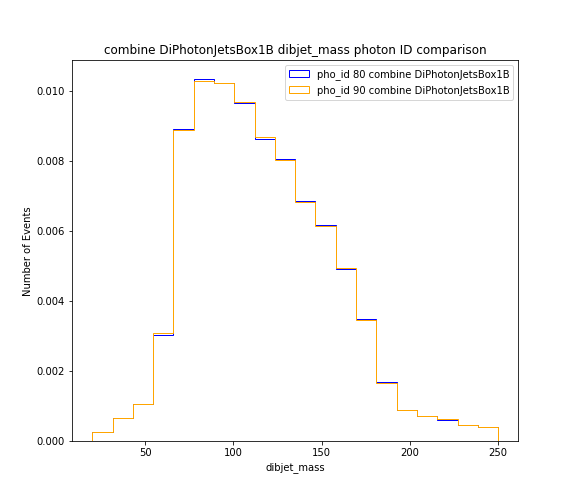 combine DiPhotonJetsBox1B dibjet_mass photon ID comparison
pho_id 80 combine DiPhotonJetsBox1B
pho_id 90 combine DiPhotonJetsBox1B
Number of Events
0.010
0.008
0.006
0.004
0.002
0.000
50
100
150
200
250
dibjet_mass